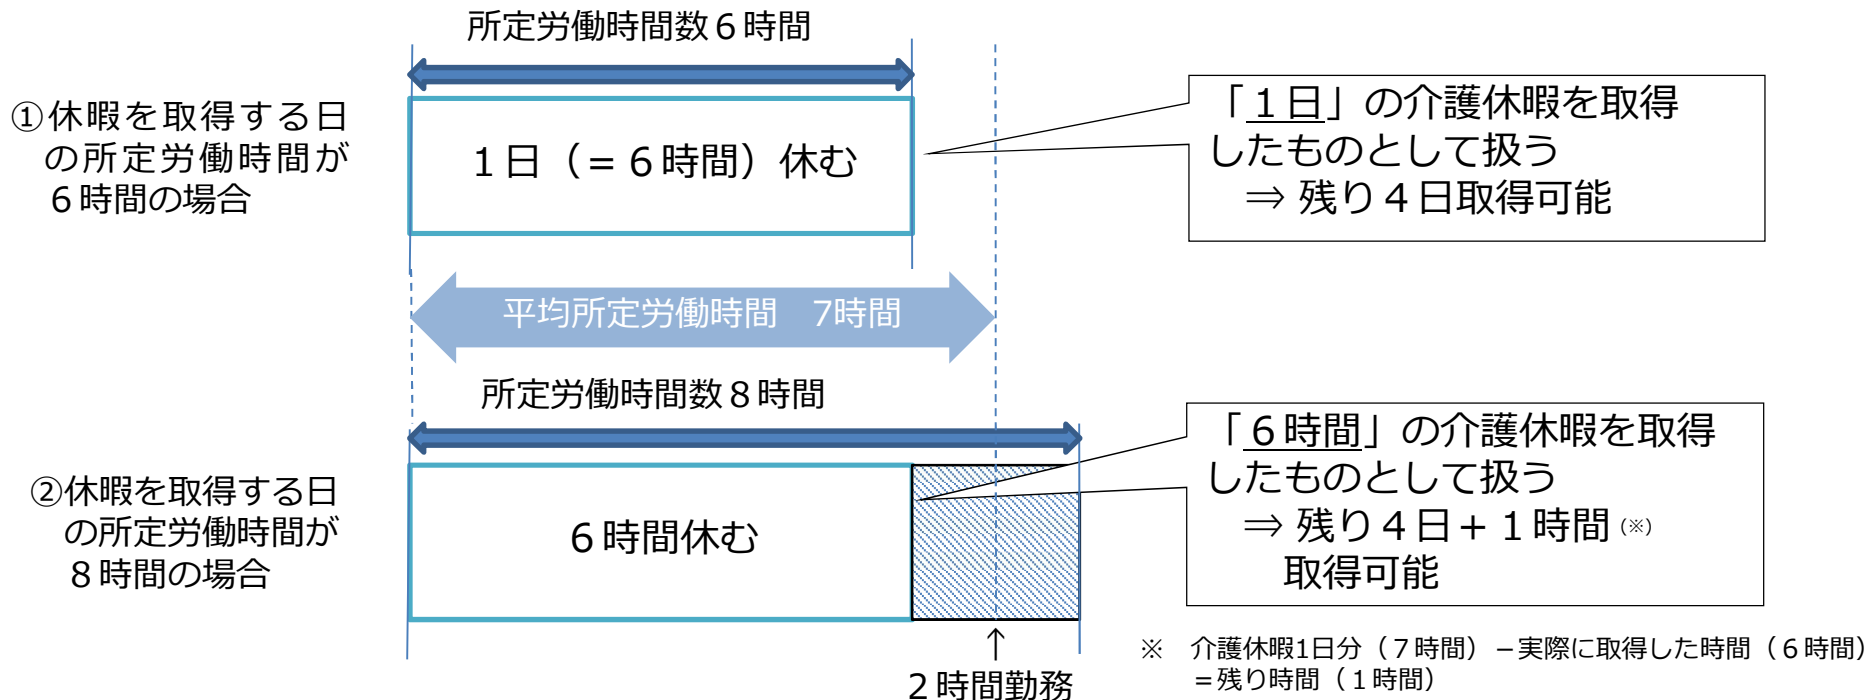 所定労働時間数６時間
①休暇を取得する日
の所定労働時間が
６時間の場合
１日（＝６時間）休む
「１日」の介護休暇を取得
したものとして扱う
⇒ 残り４日取得可能
平均所定労働時間　7時間
所定労働時間数８時間
②休暇を取得する日
の所定労働時間が
８時間の場合
６時間休む
「６時間」の介護休暇を取得
したものとして扱う
⇒ 残り４日＋１時間（※）
取得可能
↑
２時間勤務
※　介護休暇1日分（７時間）－実際に取得した時間（６時間）
＝残り時間（１時間）